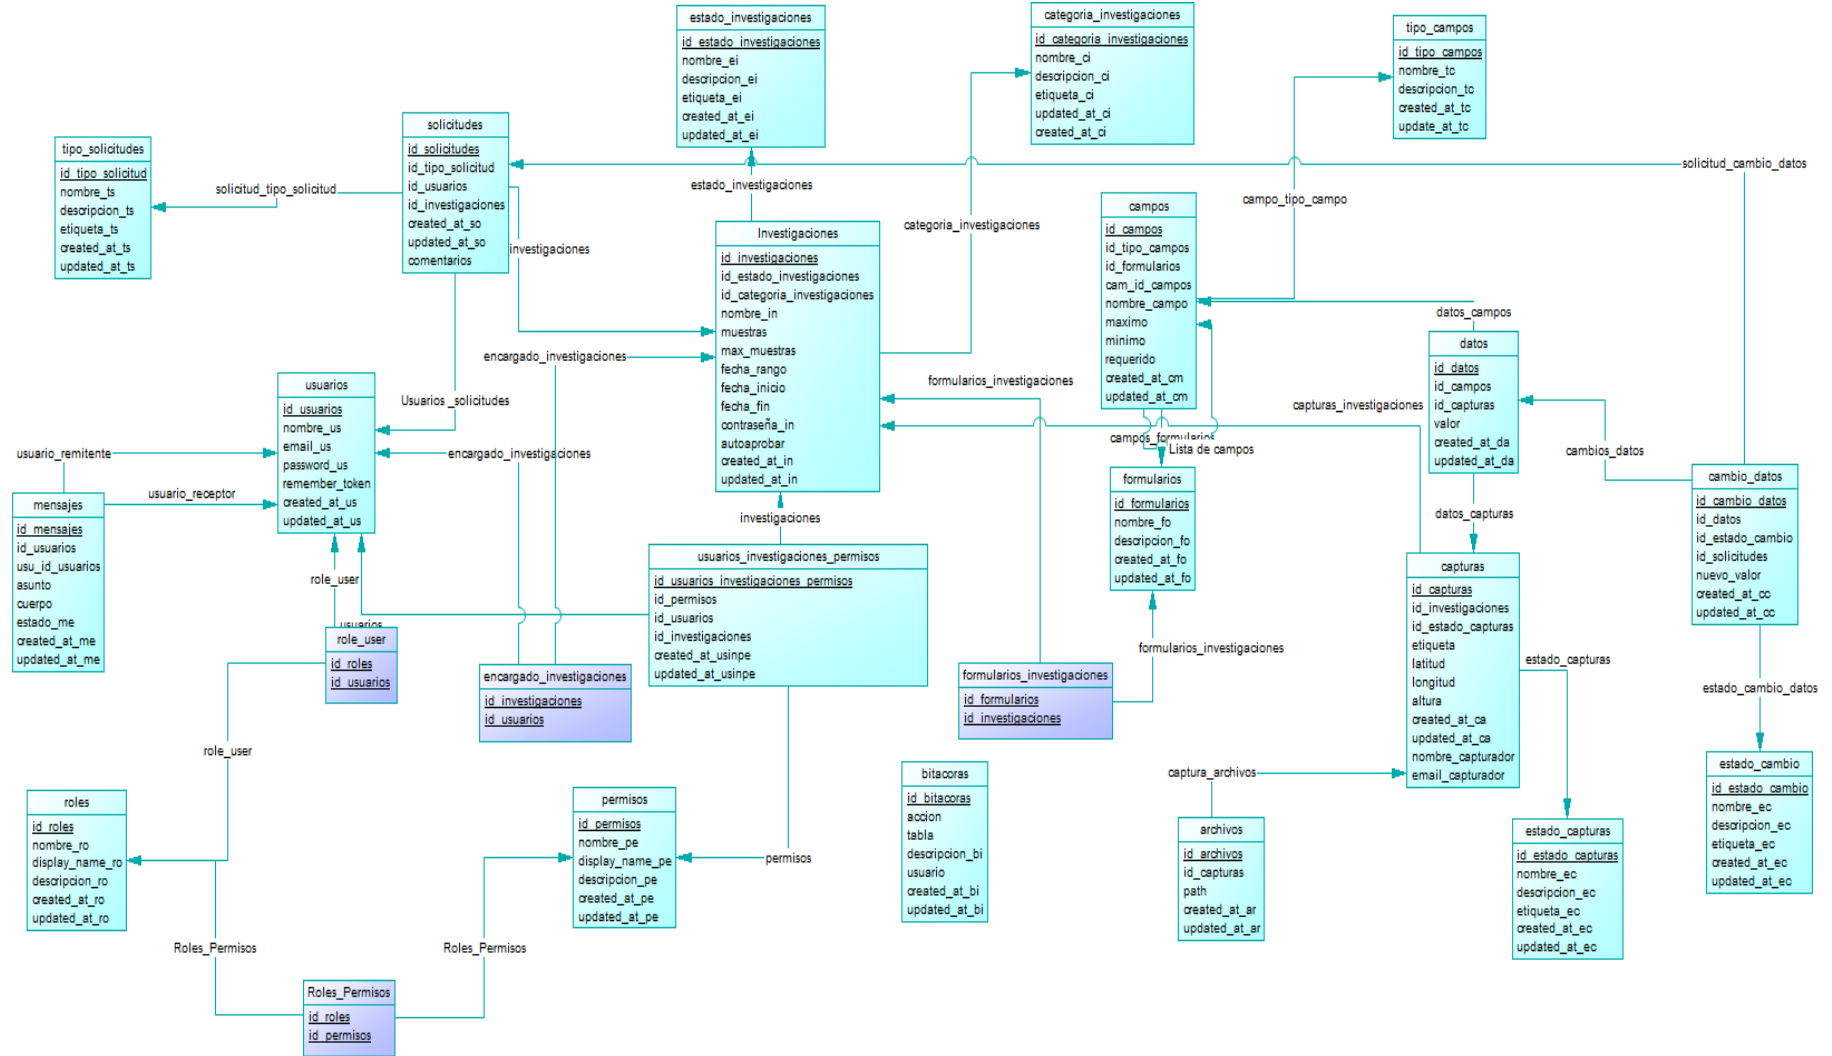 estado_investigaciones
id_estado_investigaciones
nombre_ei
descripcion_ei
etiqueta_ei
created_at_ei
updated_at_ei
categoria_investigaciones
id_categoria_investigaciones
nombre_ci
descripcion_ci
etiqueta_ci
updated_at_ci
created_at_ci
tipo_campos
id_tipo_campos
nombre_tc
descripcion_tc
created_at_tc
update_at_tc
solicitudes
id_solicitudes
id_tipo_solicitud
id_usuarios
id_investigaciones
created_at_so
updated_at_so
comentarios
tipo_solicitudes
id_tipo_solicitud
nombre_ts
descripcion_ts
etiqueta_ts
created_at_ts
updated_at_ts
solicitud_tipo_solicitud
estado_investigaciones
solicitud_cambio_datos
campo_tipo_campo
categoria_investigaciones
investigaciones
Investigaciones
id_investigaciones
id_estado_investigaciones
id_categoria_investigaciones
nombre_in
muestras
max_muestras
fecha_rango
fecha_inicio
fecha_fin
contraseña_in
autoaprobar
created_at_in
updated_at_in
campos
id_campos
id_tipo_campos
id_formularios
cam_id_campos
nombre_campo
maximo
minimo
requerido
created_at_cm
updated_at_cm
datos_campos
datos
id_datos
id_campos
id_capturas
valor
created_at_da
updated_at_da
encargado_investigaciones
formularios_investigaciones
capturas_investigaciones
Usuarios_solicitudes
usuarios
id_usuarios
nombre_us
email_us
password_us
remember_token
created_at_us
updated_at_us
usuario_remitente
encargado_investigaciones
campos_formularios
Lista de campos
cambios_datos
usuario_receptor
mensajes
id_mensajes
id_usuarios
usu_id_usuarios
asunto
cuerpo
estado_me
created_at_me
updated_at_me
formularios
id_formularios
nombre_fo
descripcion_fo
created_at_fo
updated_at_fo
cambio_datos
id_cambio_datos
id_datos
id_estado_cambio
id_solicitudes
nuevo_valor
created_at_cc
updated_at_cc
investigaciones
datos_capturas
usuarios_investigaciones_permisos
id_usuarios_investigaciones_permisos
id_permisos
id_usuarios
id_investigaciones
created_at_usinpe
updated_at_usinpe
capturas
id_capturas
id_investigaciones
id_estado_capturas
etiqueta
latitud
longitud
altura
created_at_ca
updated_at_ca
nombre_capturador
email_capturador
role_user
usuarios
role_user
id_roles
id_usuarios
encargado_investigaciones
id_investigaciones
id_usuarios
formularios_investigaciones
formularios_investigaciones
id_formularios
id_investigaciones
estado_capturas
estado_cambio_datos
role_user
captura_archivos
bitacoras
id_bitacoras
accion
tabla
descripcion_bi
usuario
created_at_bi
updated_at_bi
estado_cambio
id_estado_cambio
nombre_ec
descripcion_ec
etiqueta_ec
created_at_ec
updated_at_ec
roles
id_roles
nombre_ro
display_name_ro
descripcion_ro
created_at_ro
updated_at_ro
permisos
id_permisos
nombre_pe
display_name_pe
descripcion_pe
created_at_pe
updated_at_pe
permisos
archivos
id_archivos
id_capturas
path
created_at_ar
updated_at_ar
estado_capturas
id_estado_capturas
nombre_ec
descripcion_ec
etiqueta_ec
created_at_ec
updated_at_ec
Roles_Permisos
Roles_Permisos
Roles_Permisos
id_roles
id_permisos